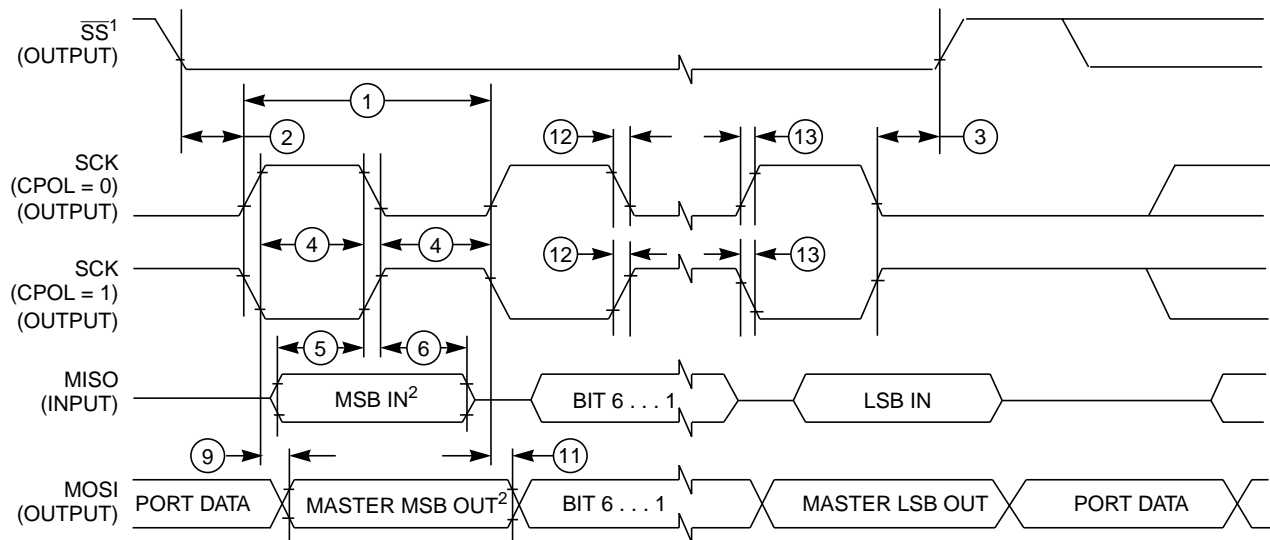 SS¹
(OUTPUT)
1
2
12
13
3
SCK
(CPOL = 0)
(OUTPUT)
4
4
SCK
(CPOL = 1)
(OUTPUT)
12
13
5
6
MISO
(INPUT)
MSB IN²
BIT 6 . . . 1
LSB IN
9
11
MOSI
(OUTPUT)
PORT DATA
MASTER MSB OUT²
BIT 6 . . . 1
MASTER LSB OUT
PORT DATA